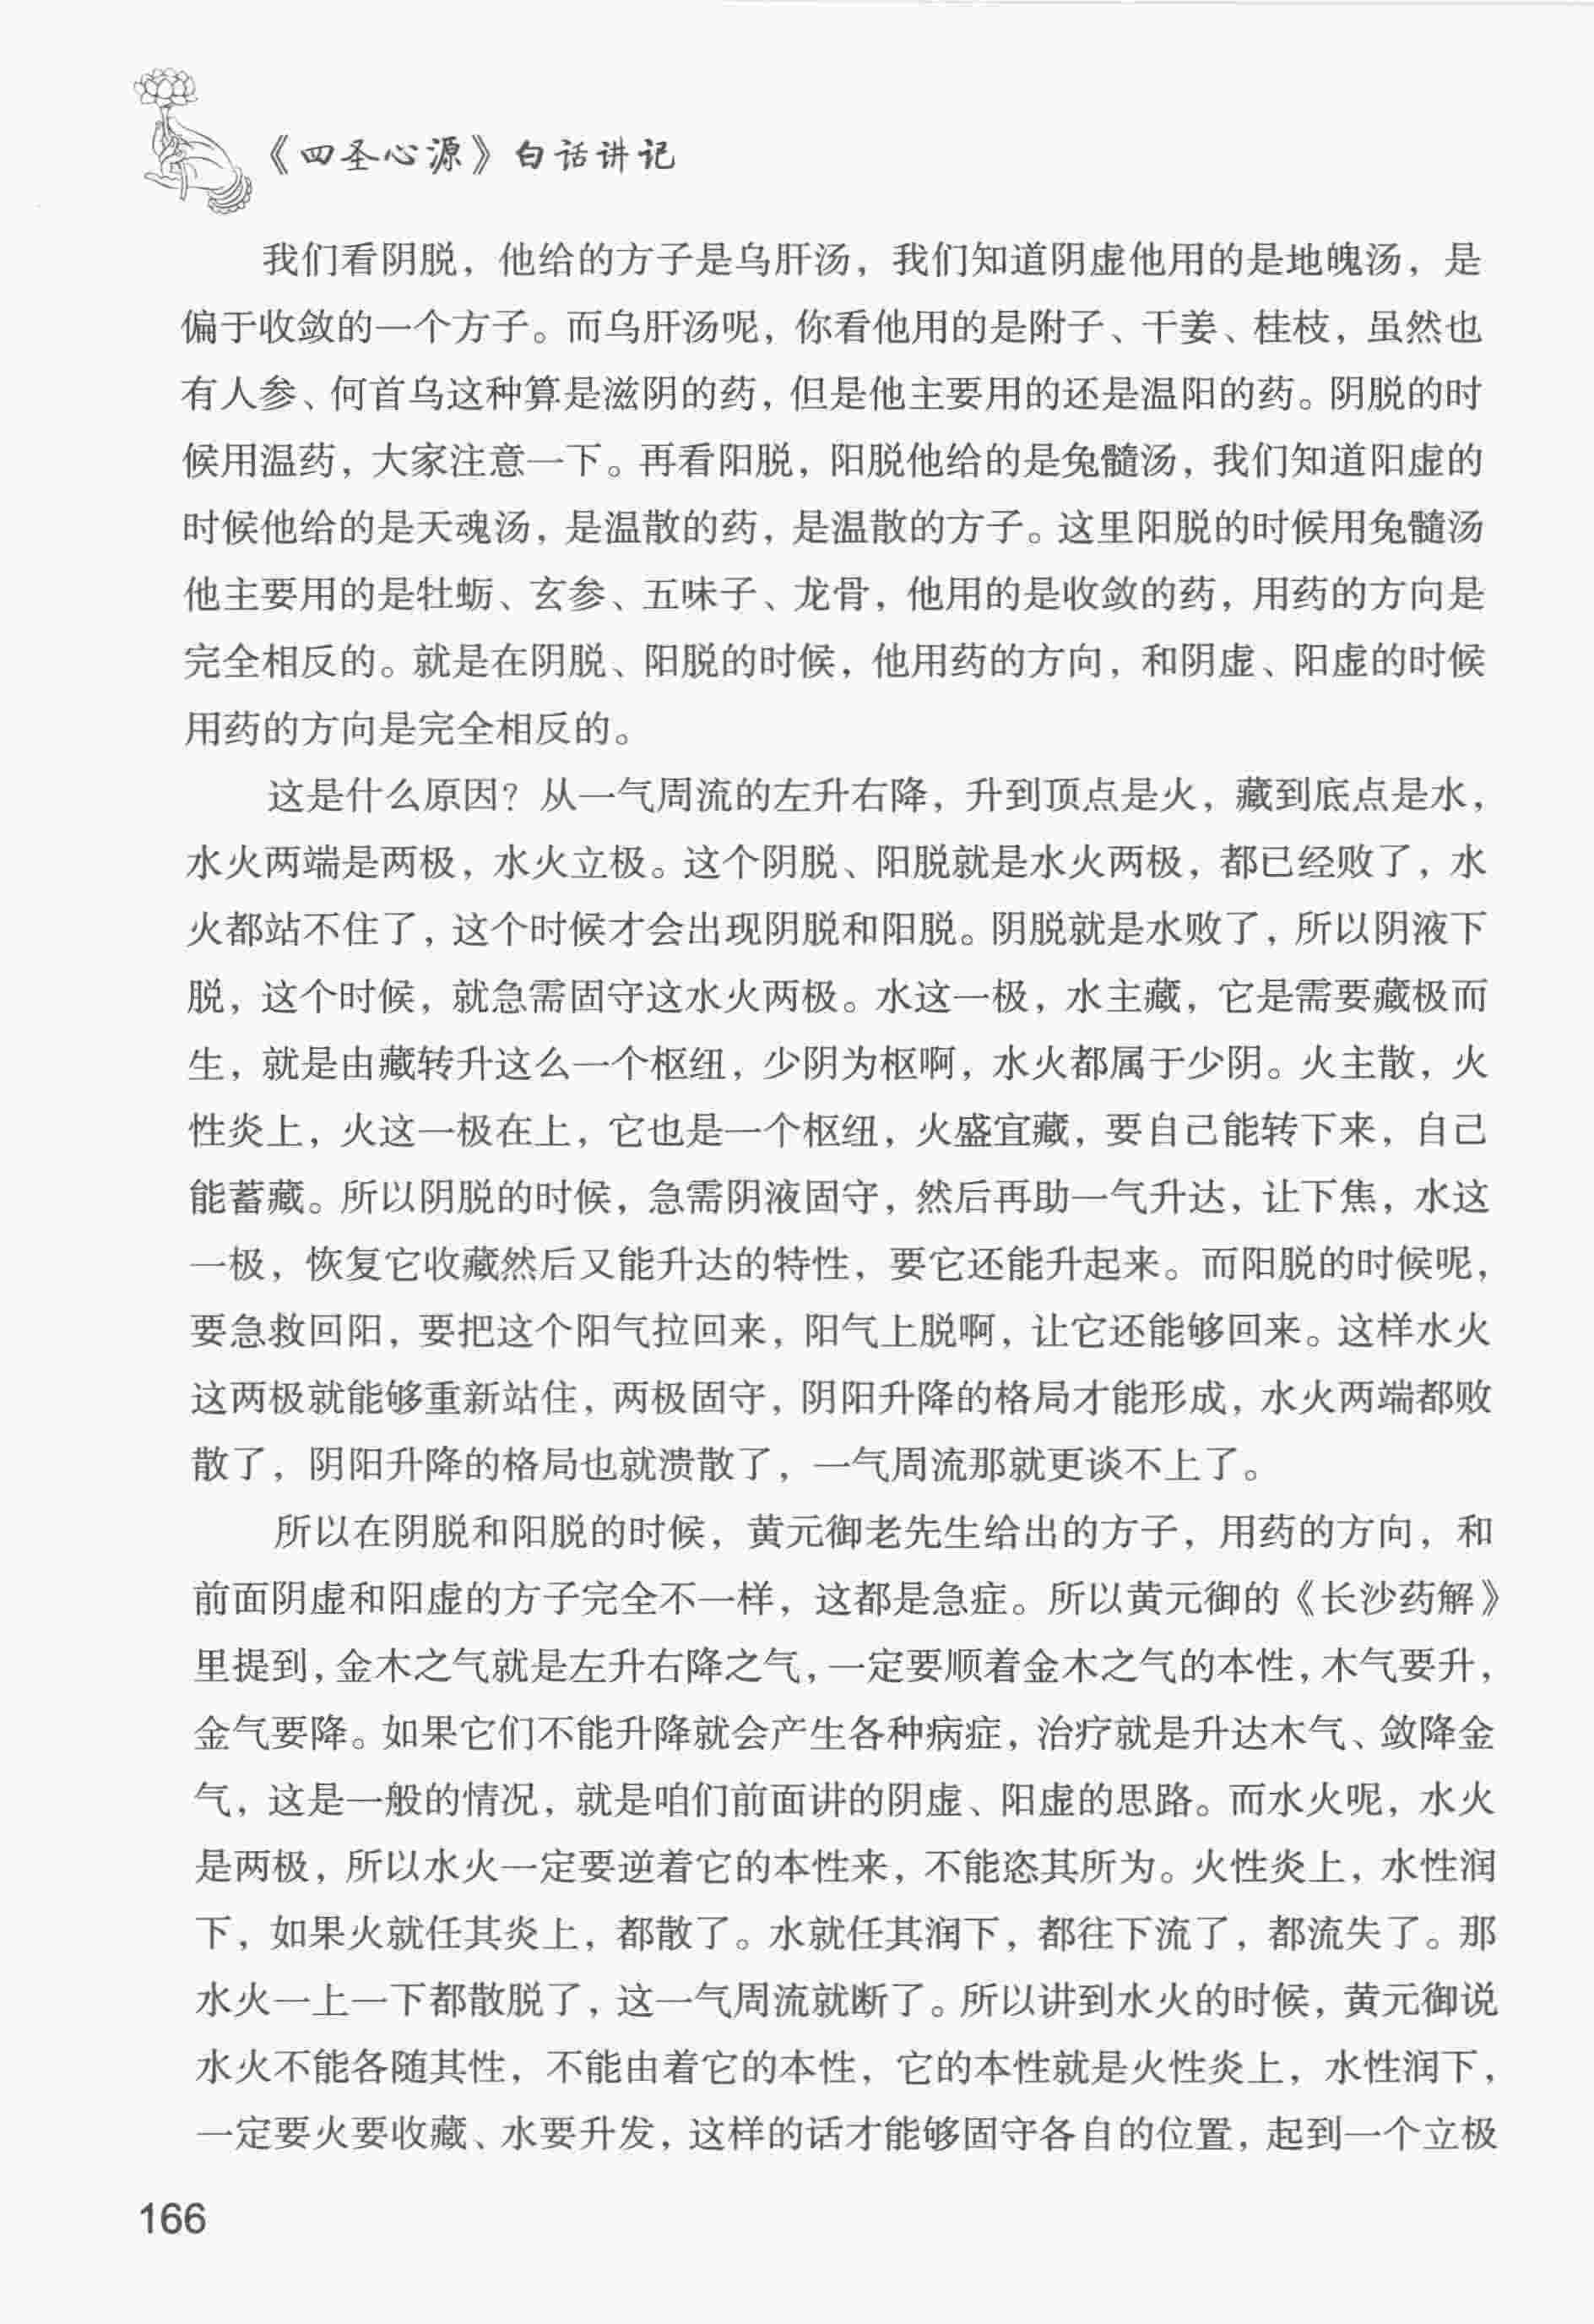 《四圣心源》白话讲记
我们看阴脱，他给的方子是乌肝汤，我们知道阴虚他用的是地魄汤，是
偏于收敛的一个方子。而乌肝汤呢，你看他用的是附子、干姜、桂枝，虽然也
有人参、何首乌这种算是滋阴的药，但是他主要用的还是温阳的药。阴脱的时
候用温药，大家注意一下。再看阳脱，阳脱他给的是兔髓汤，我们知道阳虚的
时候他给的是天魂汤，是温散的药，是温散的方子。这里阳脱的时候用兔髓汤
他主要用的是牡蛎、玄参、五味子、龙骨，他用的是收敛的药，用药的方向是
完全相反的。就是在阴脱、阳脱的时候，他用药的方向，和阴虚、阳虚的时候
用药的方向是完全相反的。
这是什么原因？从一气周流的左升右降，升到顶点是火，藏到底点是水，
水火两端是两极，水火立极。这个阴脱、阳脱就是水火两极，都已经败了，水
火都站不住了，这个时候才会出现阴脱和阳脱。阴脱就是水败了，所以阴液下
脱，这个时候，就急需固守这水火两极。水这一极，水主藏，它是需要藏极而
生，就是由藏转升这么一个枢纽，少阴为枢啊，水火都属于少阴。火主散，火
性炎上，火这一极在上，它也是一个枢纽，火盛宜藏，要自己能转下来，自己
能蓄藏。所以阴脱的时候，急需阴液固守，然后再助一气升达，让下焦，水这
一极，恢复它收藏然后又能升达的特性，要它还能升起来。而阳脱的时候呢，
要急救回阳，要把这个阳气拉回来，阳气上脱啊，让它还能够回来。这样水火
这两极就能够重新站住，两极固守，阴阳升降的格局才能形成，水火两端都败
散了，阴阳升降的格局也就溃散了，一气周流那就更谈不上了。
所以在阴脱和阳脱的时候，黄元御老先生给出的方子，用药的方向，和
前面阴虚和阳虚的方子完全不一样，这都是急症。所以黄元御的《长沙药解》
里提到，金木之气就是左升右降之气，一定要顺着金木之气的本性，木气要升，
金气要降。如果它们不能升降就会产生各种病症，治疗就是升达木气、敛降金
气，这是一般的情况，就是咱们前面讲的阴虚、阳虚的思路。而水火呢，水火
是两极，所以水火一定要逆着它的本性来，不能恣其所为。火性炎上，水性润
下，如果火就任其炎上，都散了。水就任其润下，都往下流了，都流失了。那
水火一上一下都散脱了，这一气周流就断了。所以讲到水火的时候，黄元御说
水火不能各随其性，不能由着它的本性，它的本性就是火性炎上，水性润下，
一定要火要收藏、水要升发，这样的话才能够固守各自的位置，起到一个立极
166